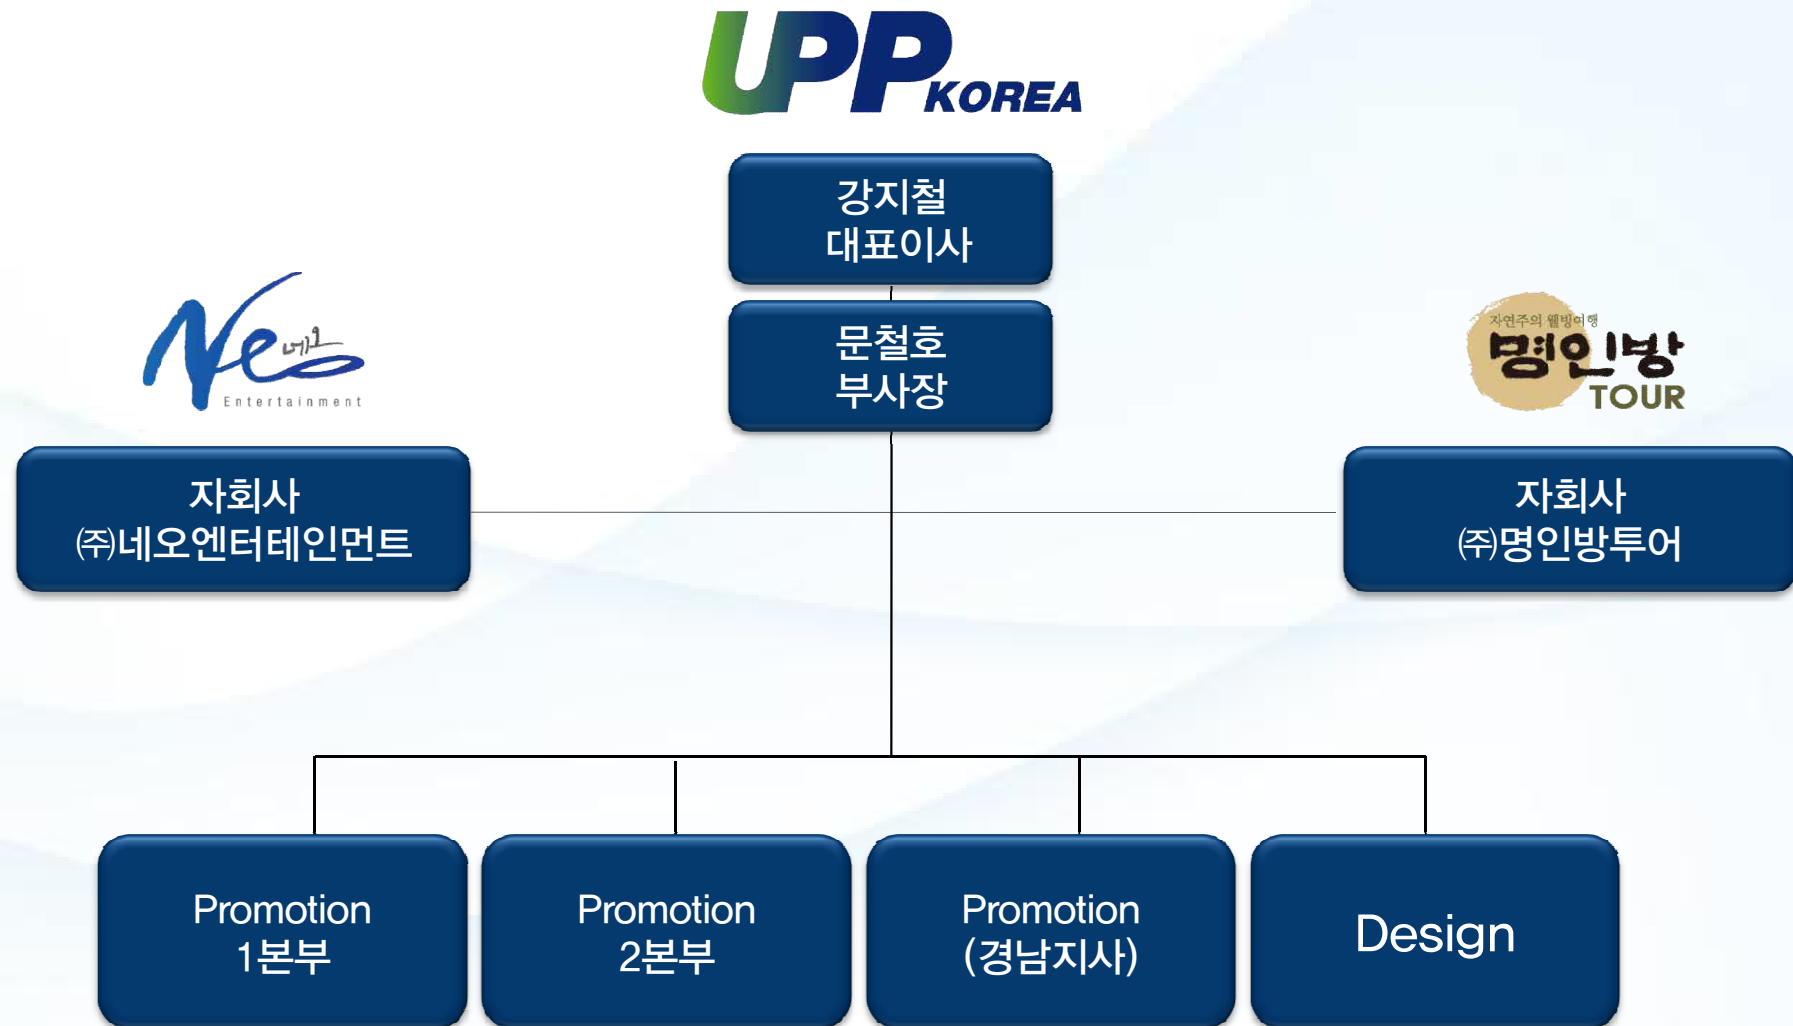 UPP KOREA
강지철
대표이사
문철호
부사장
Neo 네오
Entertainment
자연주의 웰빙여행
명인방
TOUR
자회사
㈜네오엔터테인먼트
자회사
㈜명인방투어
Promotion
1본부
Promotion
2본부
Promotion
(경남지사)
Design